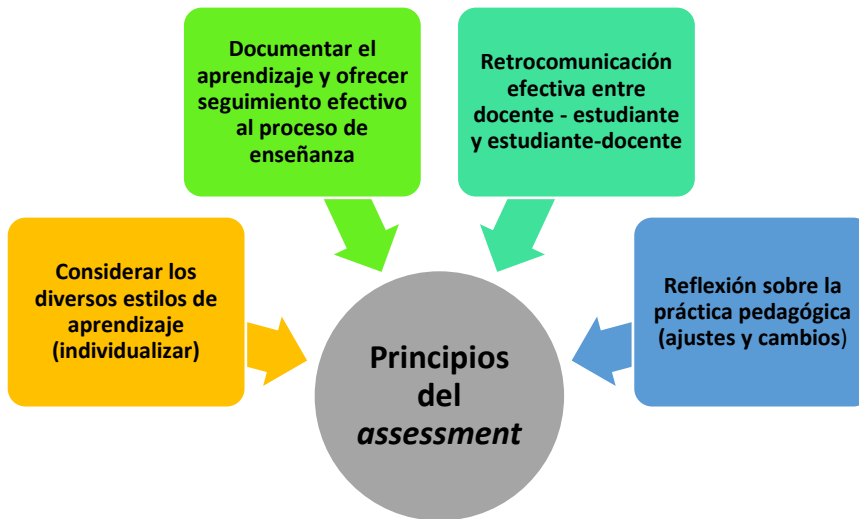 Documentar el
aprendizaje y ofrecer
seguimiento efectivo
al proceso de
enseñanza
Retrocomunicación
efectiva entre
docente - estudiante
y estudiante-docente
Considerar los
diversos estilos de
aprendizaje
(individualizar)
Reflexión sobre la
práctica pedagógica
(ajustes y cambios)
Principios
del
assessment